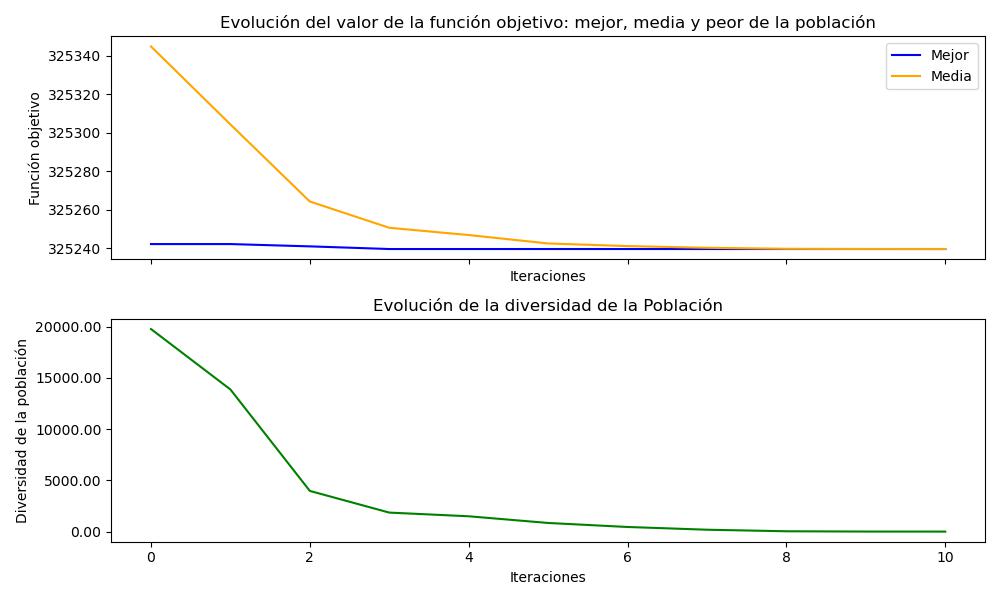 Evolución del valor de la función objetivo: mejor, media y peor de la población
325340
325320
325300
325280
325260
325240
Función objetivo
Mejor
Media
Iteraciones
Evolución de la diversidad de la Población
20000.00
15000.00
10000.00
5000.00
0.00
Diversidad de la población
0 2 4 6 8 10
Iteraciones